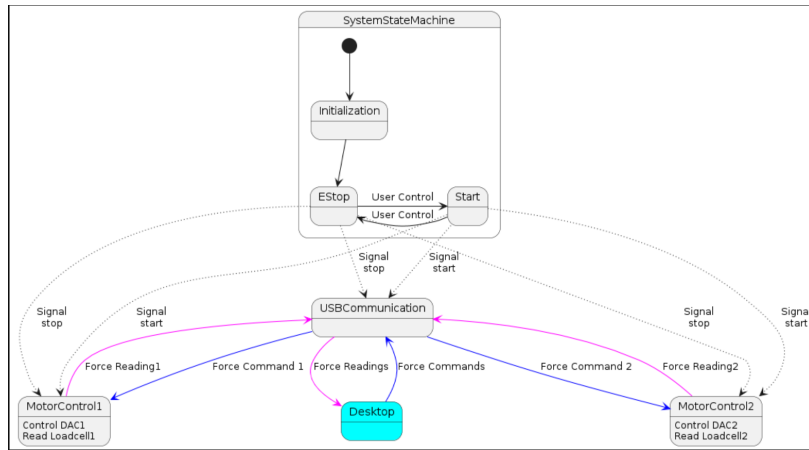 SystemStateMachine
Initialization
EStop
User Control
User Control
Start
Signal
stop
Signal
start
Signal
stop
Signal
start
Signal
stop
Signal
start
USBCommunication
Force Reading1
Force Command 1
Force Readings
Force Commands
Force Command 2
Force Reading2
MotorControl1
Control DAC1
Read Loadcell1
Desktop
MotorControl2
Control DAC2
Read Loadcell2